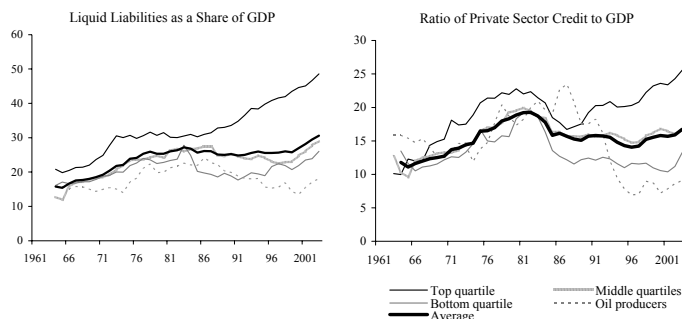 Liquid Liabilities as a Share of GDP
60
50
40
30
20
10
0
1961 66 71 76 81 86 91 96 2001
Ratio of Private Sector Credit to GDP
30
25
20
15
10
5
0
1961 66 71 76 81 86 91 96 2001
Top quartile
Middle quartiles
Bottom quartile
Oil producers
Average